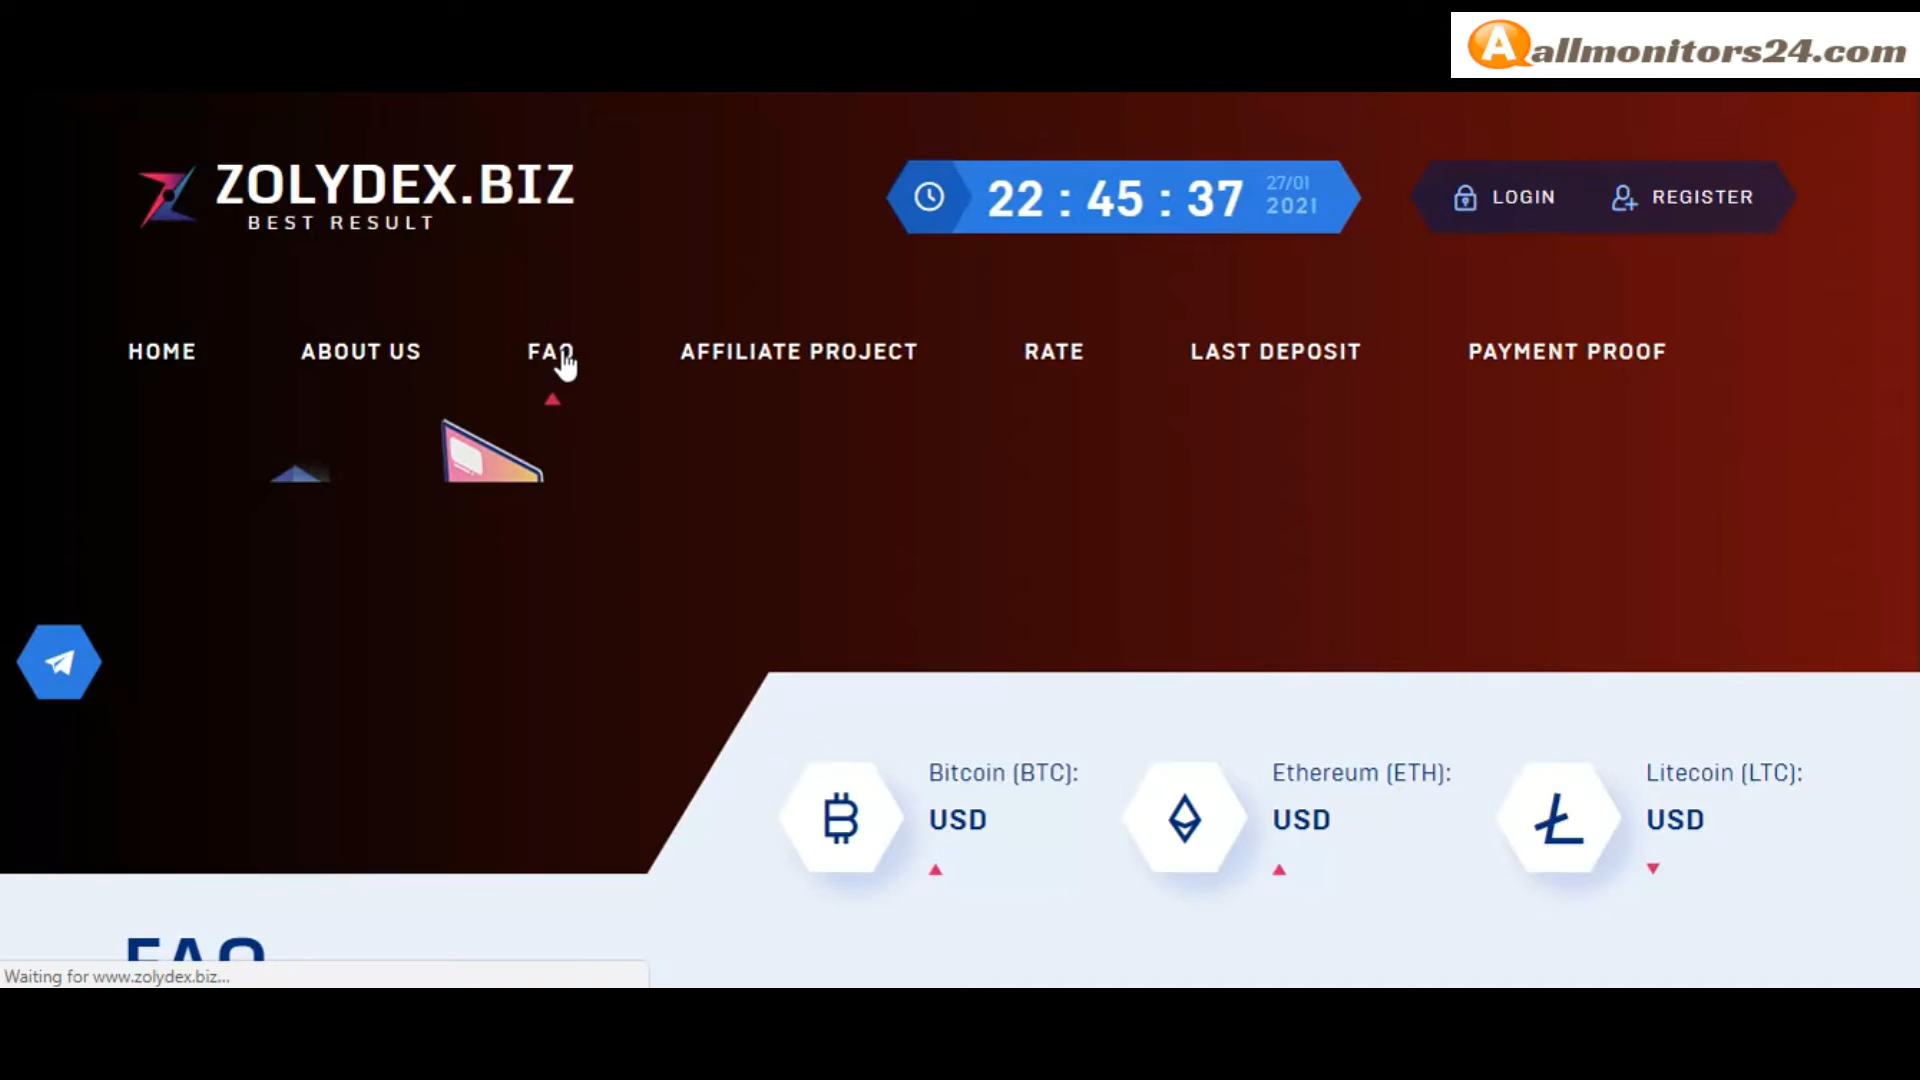 A allmonitors24.com
ZOLYDEX.BIZ
BEST RESULT
22 : 45 : 37
27/01
2021
LOGIN
REGISTER
HOME
ABOUT US
FAQ
AFFILIATE PROJECT
RATE
LAST DEPOSIT
PAYMENT PROOF
Bitcoin (BTC):
USD
Ethereum (ETH):
USD
Litecoin (LTC):
USD
FAQ
Waiting for www.zolydex.biz...